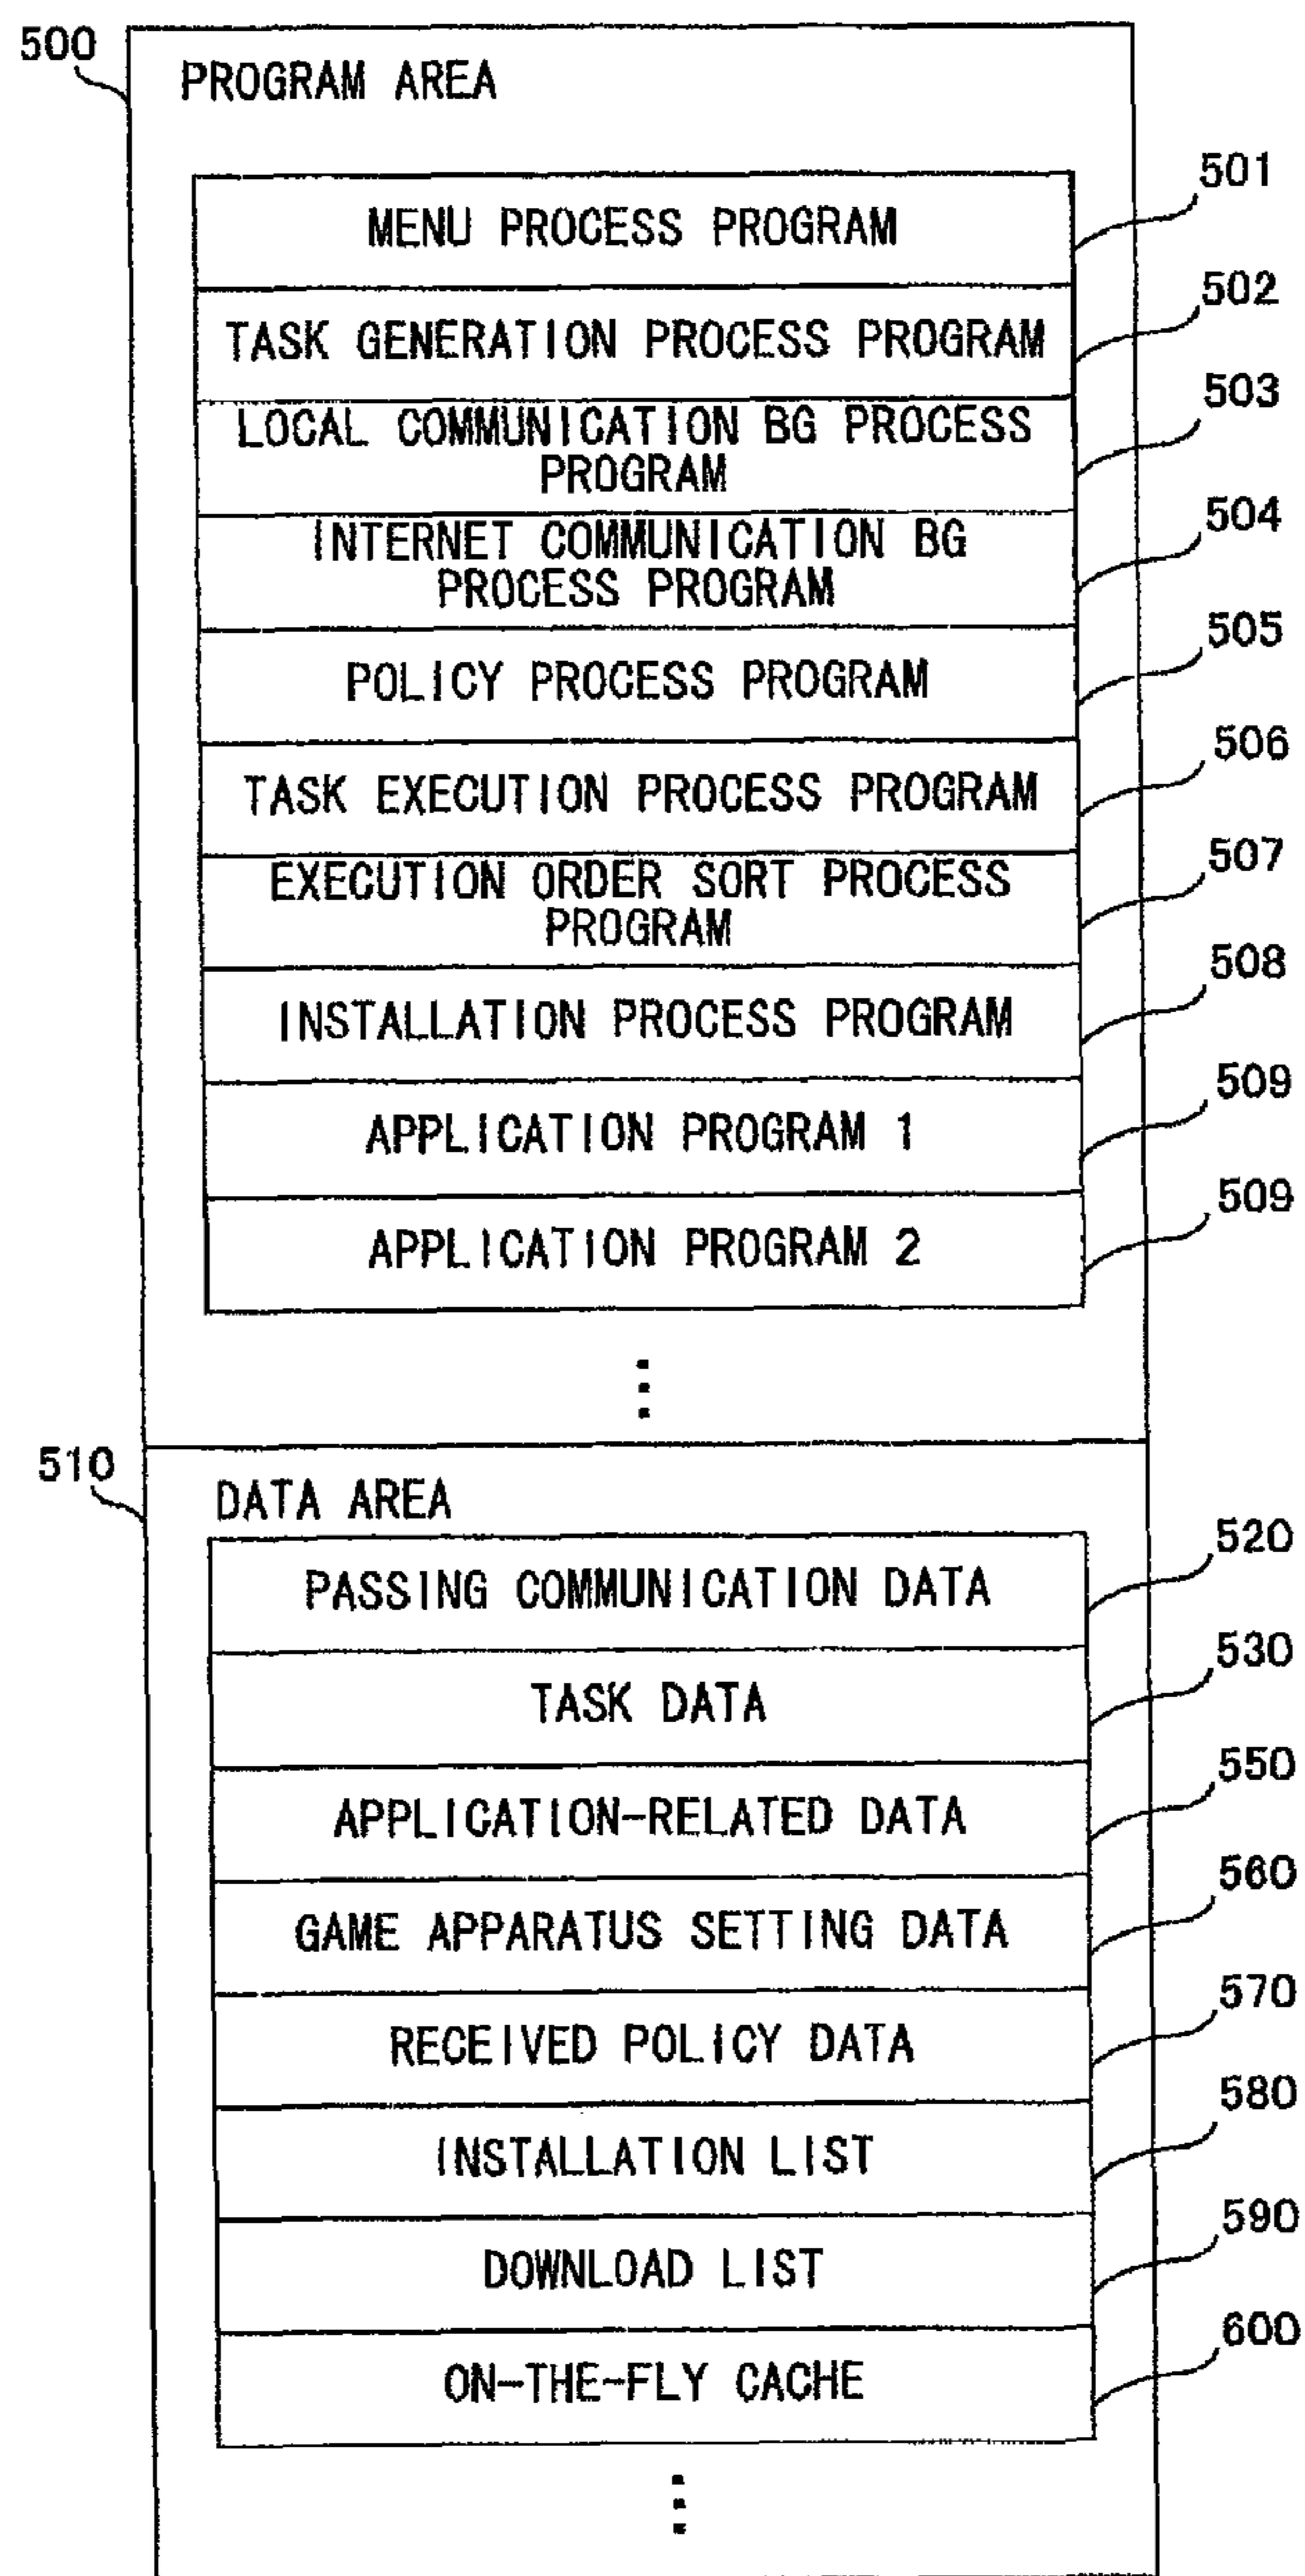 500
PROGRAM AREA
MENU PROCESS PROGRAM
501
TASK GENERATION PROCESS PROGRAM
502
LOCAL COMMUNICATION BG PROCESS
PROGRAM
503
INTERNET COMMUNICATION BG
PROCESS PROGRAM
504
POLICY PROCESS PROGRAM
505
TASK EXECUTION PROCESS PROGRAM
506
EXECUTION ORDER SORT PROCESS
PROGRAM
507
INSTALLATION PROCESS PROGRAM
508
APPLICATION PROGRAM 1
509
APPLICATION PROGRAM 2
509
510
DATA AREA
PASSING COMMUNICATION DATA
520
TASK DATA
530
APPLICATION-RELATED DATA
550
GAME APPARATUS SETTING DATA
560
RECEIVED POLICY DATA
570
INSTALLATION LIST
580
DOWNLOAD LIST
590
ON-THE-FLY CACHE
600